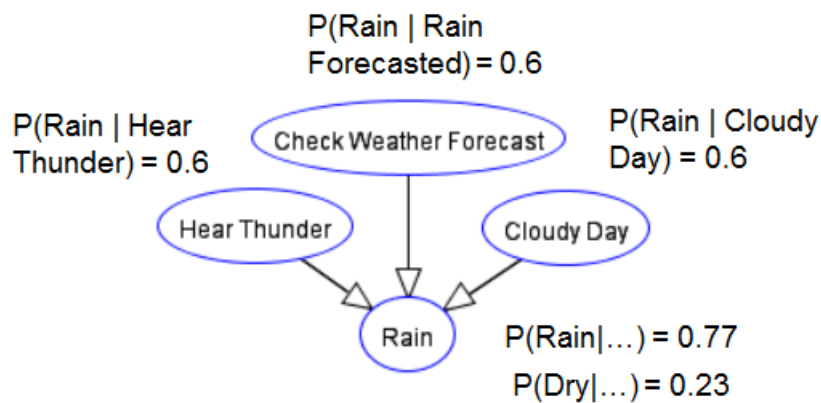 P(Rain | Rain
Forecasted) = 0.6
P(Rain | Hear
Thunder) = 0.6
Check Weather Forecast
P(Rain | Cloudy
Day) = 0.6
Hear Thunder
Cloudy Day
Rain
P(Rain|...) = 0.77
P(Dry|...) = 0.23